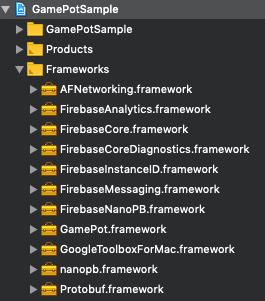 GamePotSample
GamePotSample
Products
Frameworks
AFNetworking.framework
FirebaseAnalytics.framework
FirebaseCore.framework
FirebaseCoreDiagnostics.framework
FirebaseInstanceID.framework
FirebaseMessaging.framework
FirebaseNanoPB.framework
GamePot.framework
GoogleToolboxForMac.framework
nanopb.framework
Protobuf.framework